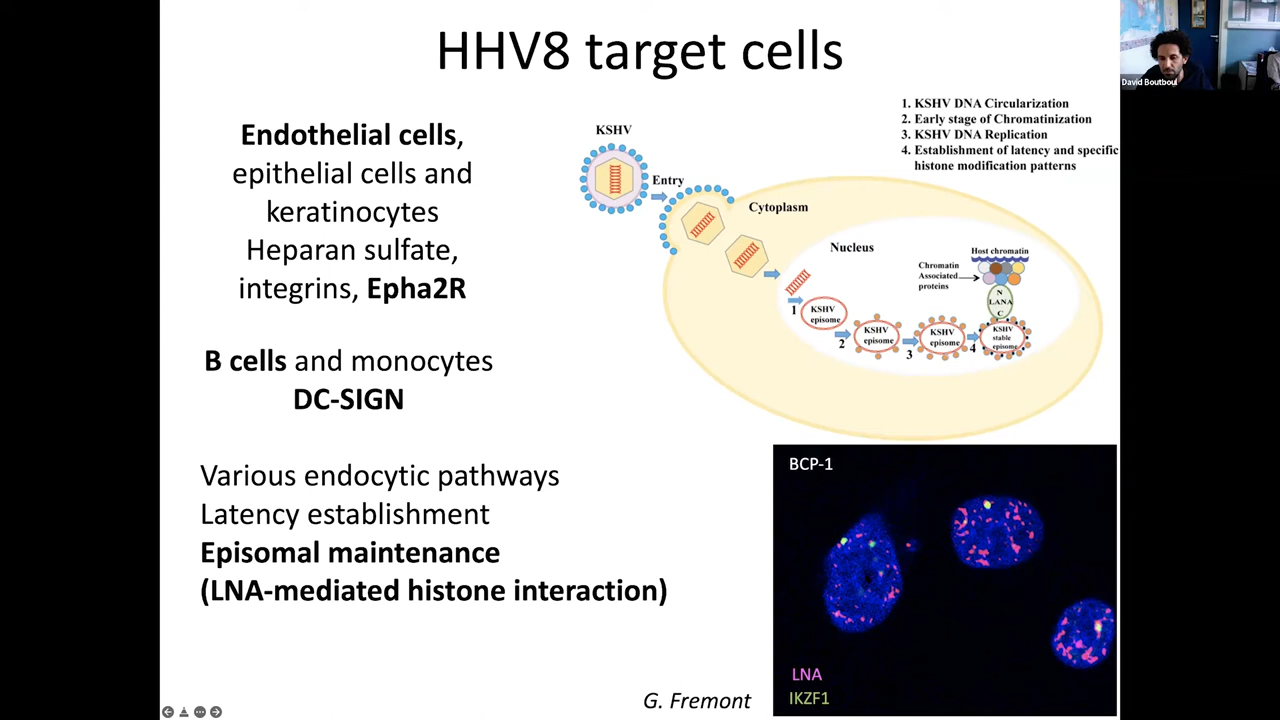 HHV8 target cells
David Boutboul
Endothelial cells,
epithelial cells and
keratinocytes
Heparan sulfate,
integrins, Epha2R
B cells and monocytes
DC-SIGN
Various endocytic pathways
Latency establishment
Episomal maintenance
(LNA-mediated histone interaction)
1. KSHV DNA Circularization
2. Early stage of Chromatinization
3. KSHV DNA Replication
4. Establishment of latency and specific
histone modification patterns
KSHV
Entry
Cytoplasm
Nucleus
Host chromatin
Chromatin
Associated
proteins
N
LANA
C
1
KSHV
episome
2
KSHV
episome
3
KSHV
episome
4
KSHV
stable
episome
BCP-1
LNA
IKZF1
G. Fremont